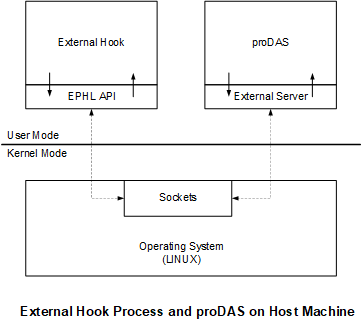 External Hook
proDAS
EPHL API
External Server
User Mode
Kernel Mode
Sockets
Operating System
(LINUX)
External Hook Process and proDAS on Host Machine